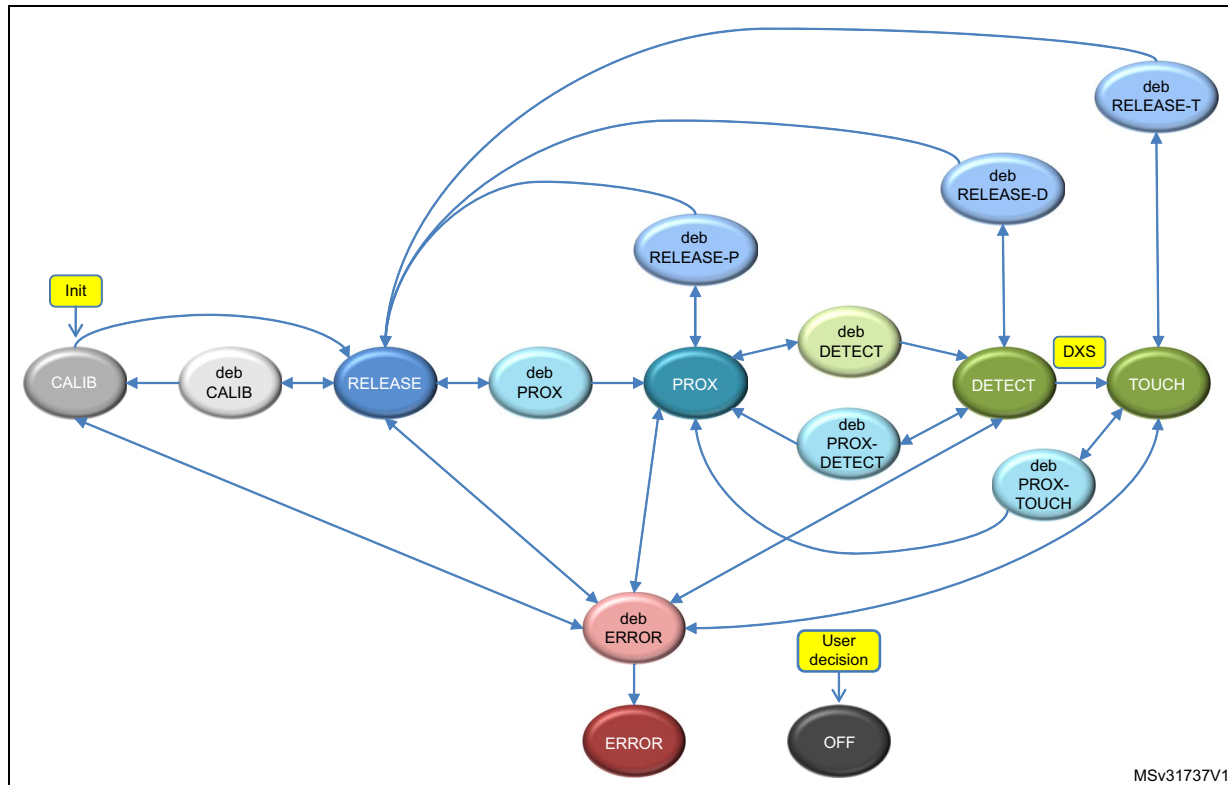 deb
RELEASE-T
deb
RELEASE-D
deb
RELEASE-P
Init
deb
DETECT
DXS
CALIB
deb
CALIB
RELEASE
deb
PROX
PROX
DETECT
TOUCH
deb
PROX-
DETECT
deb
PROX-
TOUCH
deb
ERROR
User
decision
ERROR
OFF
MSv31737V1